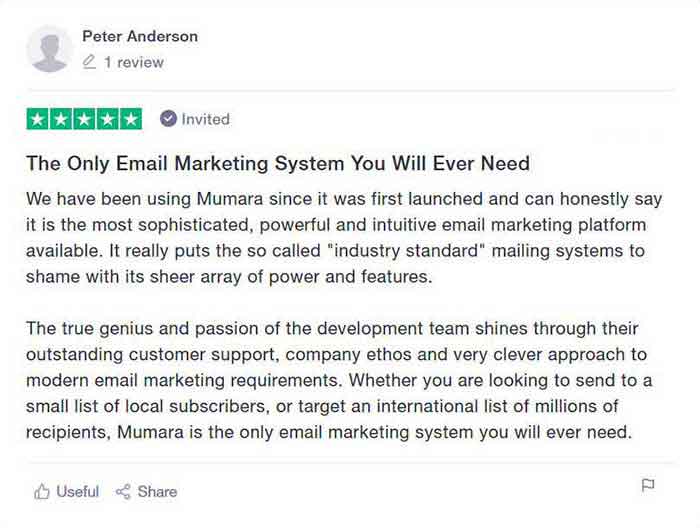 Peter Anderson
1 review
Invited
The Only Email Marketing System You Will Ever Need
We have been using Mumara since it was first launched and can honestly say
it is the most sophisticated, powerful and intuitive email marketing platform
available. It really puts the so called "industry standard" mailing systems to
shame with its sheer array of power and features.
The true genius and passion of the development team shines through their
outstanding customer support, company ethos and very clever approach to
modern email marketing requirements. Whether you are looking to send to a
small list of local subscribers, or target an international list of millions of
recipients, Mumara is the only email marketing system you will ever need.
Useful Share